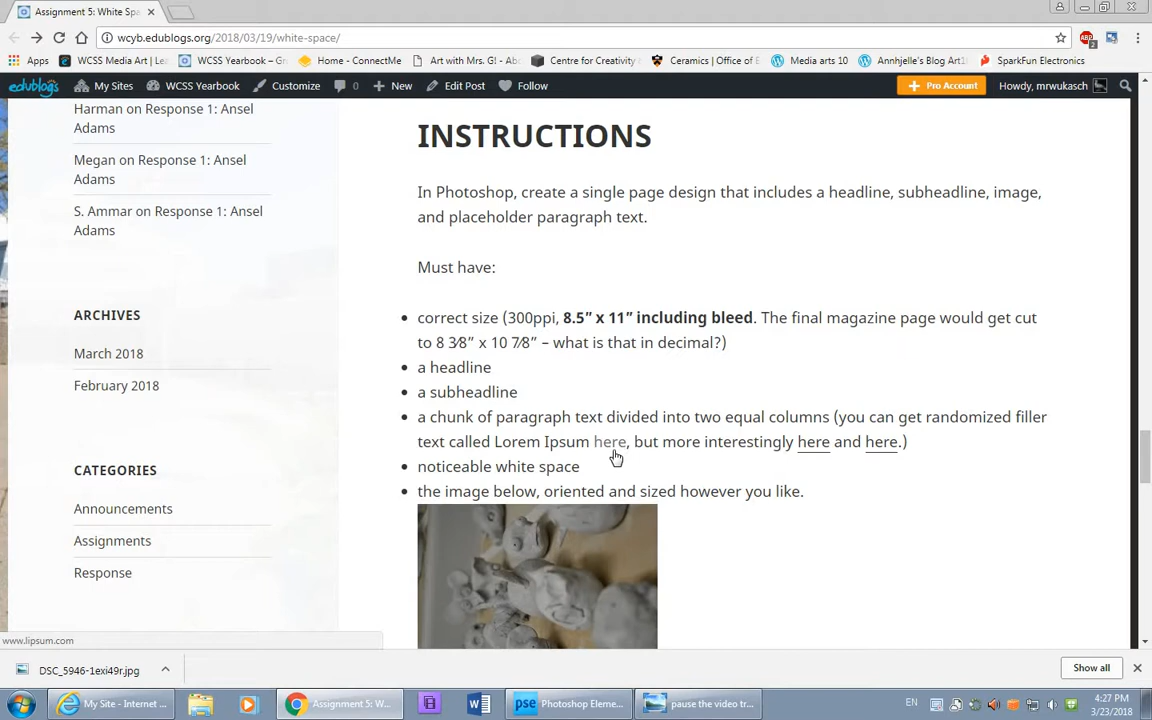 Assignment 5: White Spa
wcyb.edublogs.org/2018/03/19/white-space/
Apps WCSS Media Art | Lea WCSS Yearbook – Gr Home - ConnectMe Art with Mrs. G! - Blo Centre for Creativity Ceramics | Office of E Media arts 10 Annhjelle's Blog Art1 SparkFun Electronics
edublogs My Sites WCSS Yearbook Customize 0 New Edit Post Follow Pro Account Howdy, mrwukasch
Harman on Response 1: Ansel
Adams
Megan on Response 1: Ansel
Adams
S. Ammar on Response 1: Ansel
Adams
ARCHIVES
March 2018
February 2018
CATEGORIES
Announcements
Assignments
Response
INSTRUCTIONS
In Photoshop, create a single page design that includes a headline, subheadline, image,
and placeholder paragraph text.
Must have:
correct size (300ppi, 8.5” x 11” including bleed. The final magazine page would get cut
to 8 3⁄8” x 10 7⁄8” – what is that in decimal?)
a headline
a subheadline
a chunk of paragraph text divided into two equal columns (you can get randomized filler
text called Lorem Ipsum here, but more interestingly here and here.)
noticeable white space
the image below, oriented and sized however you like.
www.lipsum.com
DSC_5946-1exi49r.jpg
Show all
My Site - Internet ... Assignment 5: W... Photoshop Eleme... pause the video tr...
EN
4:27 PM
3/23/2018